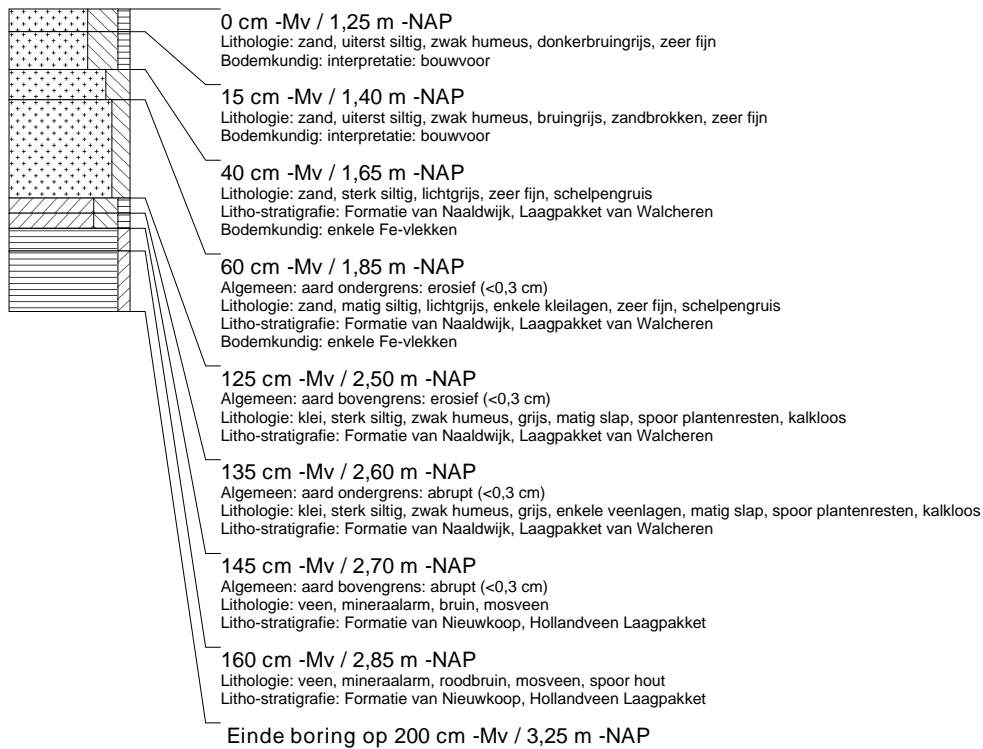 0 cm -Mv / 1,25 m -NAP
Lithologie: zand, uiterst siltig, zwak humeus, donkerbruingrijs, zeer fijn
Bodemkundig: interpretatie: bouwvoor
15 cm -Mv / 1,40 m -NAP
Lithologie: zand, uiterst siltig, zwak humeus, bruingrijs, zandbrokken, zeer fijn
Bodemkundig: interpretatie: bouwvoor
40 cm -Mv / 1,65 m -NAP
Lithologie: zand, sterk siltig, lichtgrijs, zeer fijn, schelpengruis
Litho-stratigrafie: Formatie van Naaldwijk, Laagpakket van Walcheren
Bodemkundig: enkele Fe-vlekken
60 cm -Mv / 1,85 m -NAP
Algemeen: aard ondergrens: erosief (<0,3 cm)
Lithologie: zand, matig siltig, lichtgrijs, enkele kleilagen, zeer fijn, schelpengruis
Litho-stratigrafie: Formatie van Naaldwijk, Laagpakket van Walcheren
Bodemkundig: enkele Fe-vlekken
125 cm -Mv / 2,50 m -NAP
Algemeen: aard bovengrens: erosief (<0,3 cm)
Lithologie: klei, sterk siltig, zwak humeus, grijs, matig slap, spoor plantenresten, kalkloos
Litho-stratigrafie: Formatie van Naaldwijk, Laagpakket van Walcheren
135 cm -Mv / 2,60 m -NAP
Algemeen: aard ondergrens: abrupt (<0,3 cm)
Lithologie: klei, sterk siltig, zwak humeus, grijs, enkele veenlagen, matig slap, spoor plantenresten, kalkloos
Litho-stratigrafie: Formatie van Naaldwijk, Laagpakket van Walcheren
145 cm -Mv / 2,70 m -NAP
Algemeen: aard bovengrens: abrupt (<0,3 cm)
Lithologie: veen, mineraalarm, bruin, mosveen
Litho-stratigrafie: Formatie van Nieuwkoop, Hollandveen Laagpakket
160 cm -Mv / 2,85 m -NAP
Lithologie: veen, mineraalarm, roodbruin, mosveen, spoor hout
Litho-stratigrafie: Formatie van Nieuwkoop, Hollandveen Laagpakket
Einde boring op 200 cm -Mv / 3,25 m -NAP